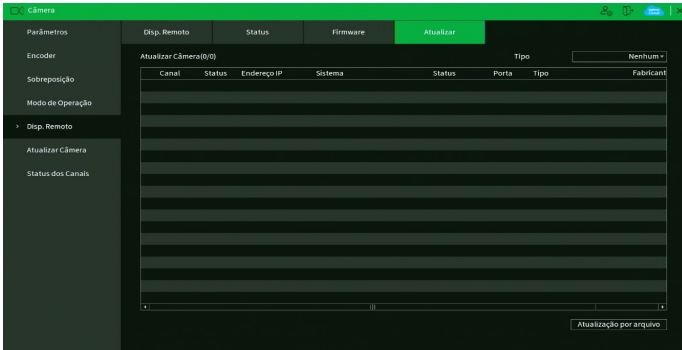 Câmera
Parâmetros
Encoder
Sobreposição
Modo de Operação
> Disp. Remoto
Atualizar Câmera
Status dos Canais
Disp. Remoto Status Firmware Atualizar
Atualizar Câmera(0/0) Tipo Nenhum
Canal Status Endereço IP Sistema Status Porta Tipo Fabricant
Atualização por arquivo